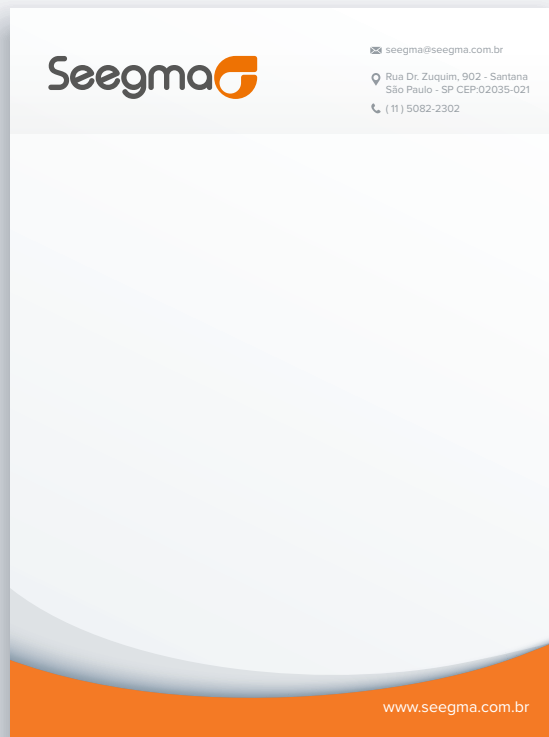 Seegma
seegma@seegma.com.br
Rua Dr. Zuquim, 902 - Santana
São Paulo - SP CEP:02035-021
( 11 ) 5082-2302
www.seegma.com.br